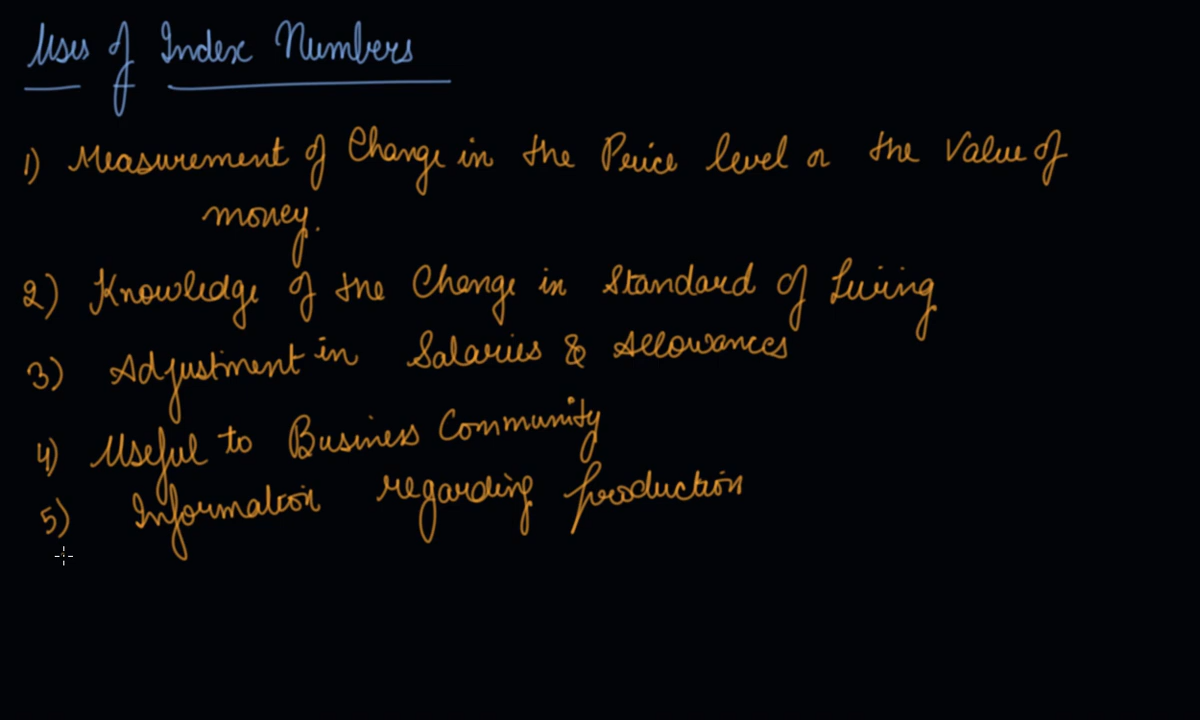 Uses of Index Numbers
1) Measurement of Change in the Price level or the Value of
money.
2) Knowledge of the Change in Standard of Living
3) Adjustment in Salaries & Allowances
4) Useful to Business Community
5) Information regarding production